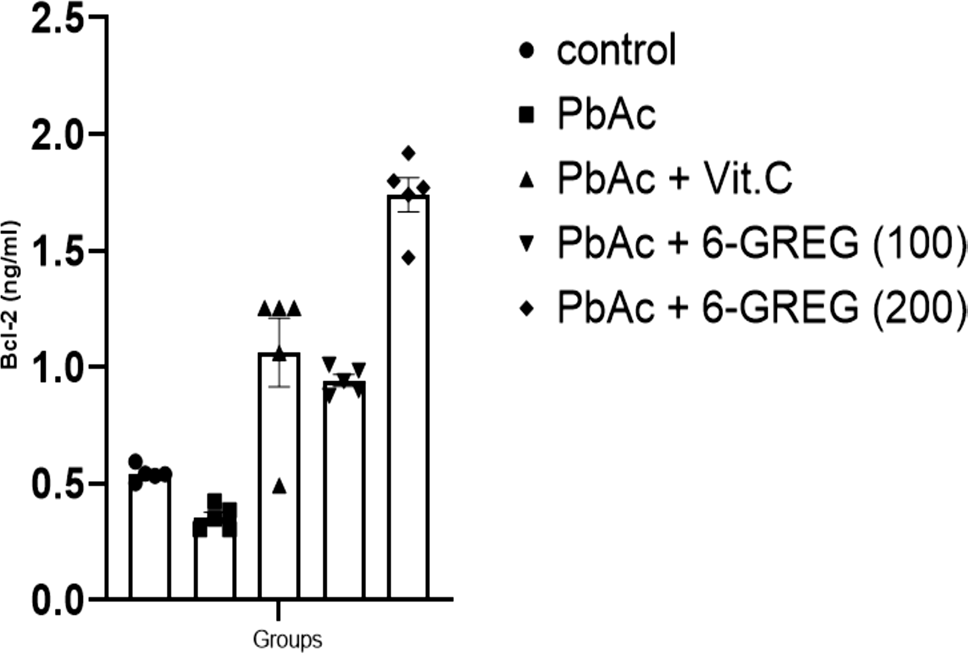 2.5
2.0
1.5
1.0
0.5
0.0
Bcl-2 (ng/ml)
Groups
control
PbAc
PbAc + Vit.C
PbAc + 6-GREG (100)
PbAc + 6-GREG (200)